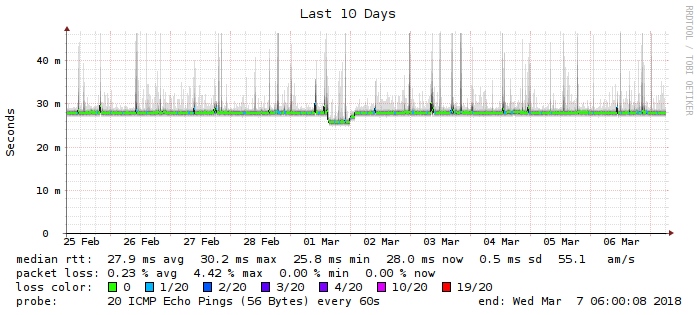 Last 10 Days
RRDTOOL / TOBI OETIKER
Seconds
40 m
30 m
20 m
10 m
0
25 Feb 26 Feb 27 Feb 28 Feb 01 Mar 02 Mar 03 Mar 04 Mar 05 Mar 06 Mar
median rtt: 27.9 ms avg 30.2 ms max 25.8 ms min 28.0 ms now 0.5 ms sd 55.1 am/s
packet loss: 0.23 % avg 4.42 % max 0.00 % min 0.00 % now
loss color: 0 1/20 2/20 3/20 4/20 10/20 19/20
probe: 20 ICMP Echo Pings (56 Bytes) every 60s end: Wed Mar 7 06:00:08 2018